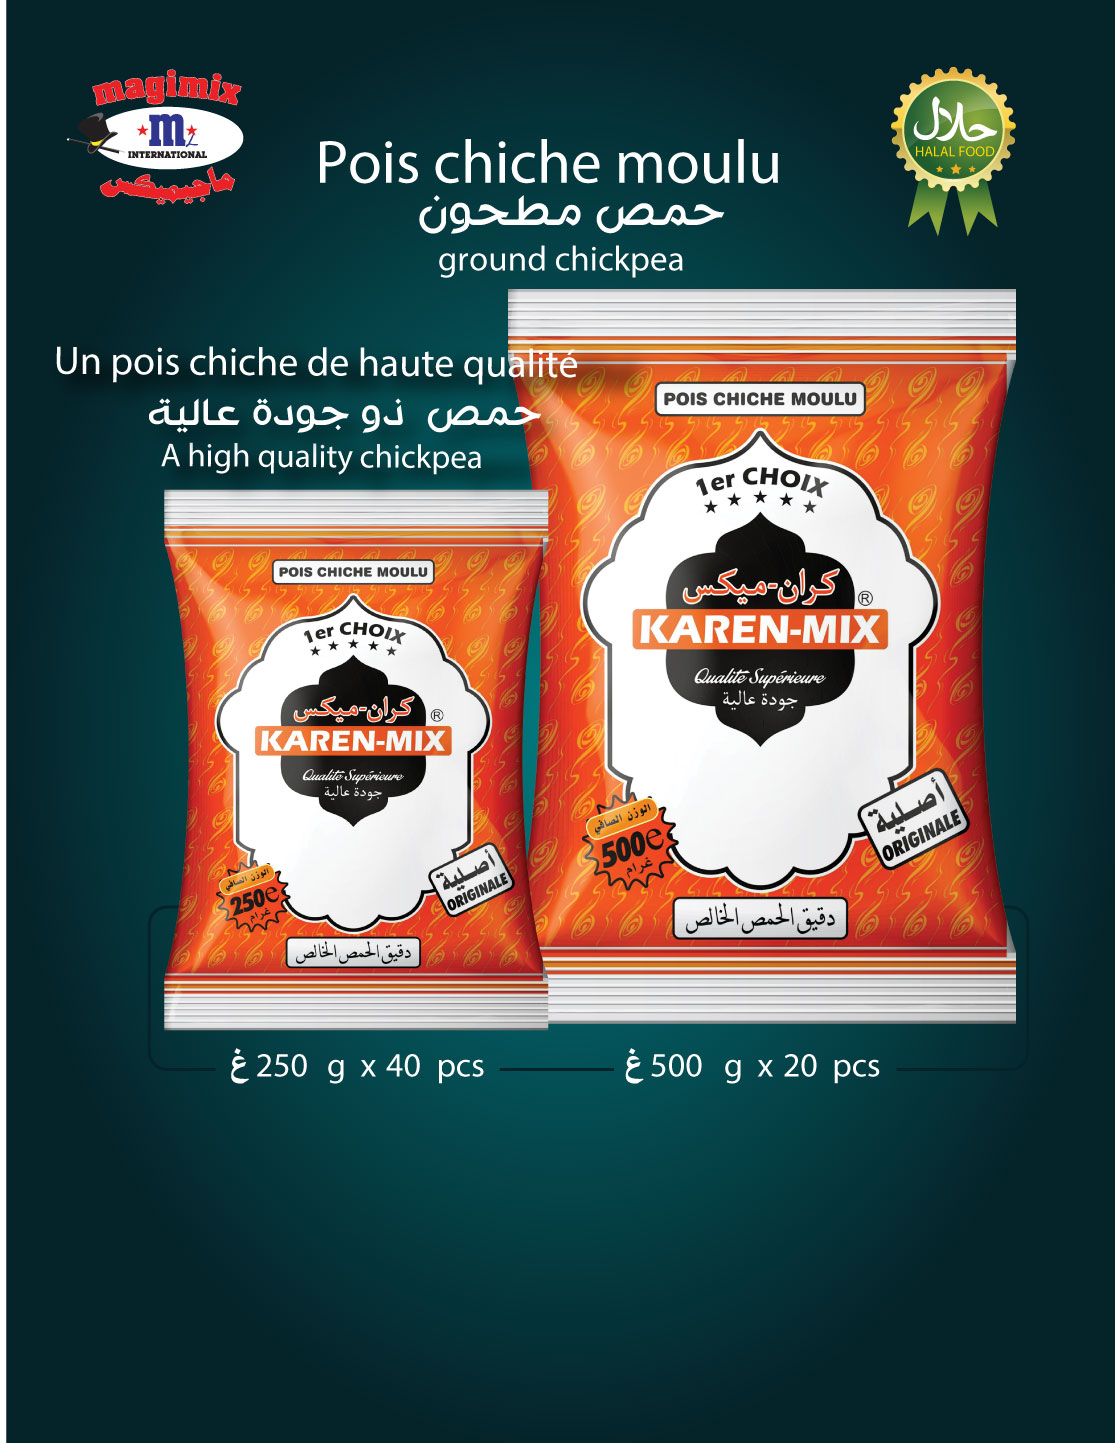 magimix
m
INTERNATIONAL
ماجيميكس
حلال
HALAL FOOD
Pois chiche moulu
حمص مطحون
ground chickpea
Un pois chiche de haute qualité
حمص ذو جودة عالية
A high quality chickpea
POIS CHICHE MOULU
1er CHOIX
كران-ميكس
®
KAREN-MIX
Qualité Supérieure
جودة عالية
الوزن الصافي
250e
غرام
أصلية
ORIGINALE
دقيق الحمص الخالص
POIS CHICHE MOULU
1er CHOIX
كران-ميكس
®
KAREN-MIX
Qualité Supérieure
جودة عالية
الوزن الصافي
500e
غرام
أصلية
ORIGINALE
دقيق الحمص الخالص
غ 250 g x 40 pcs
غ 500 g x 20 pcs